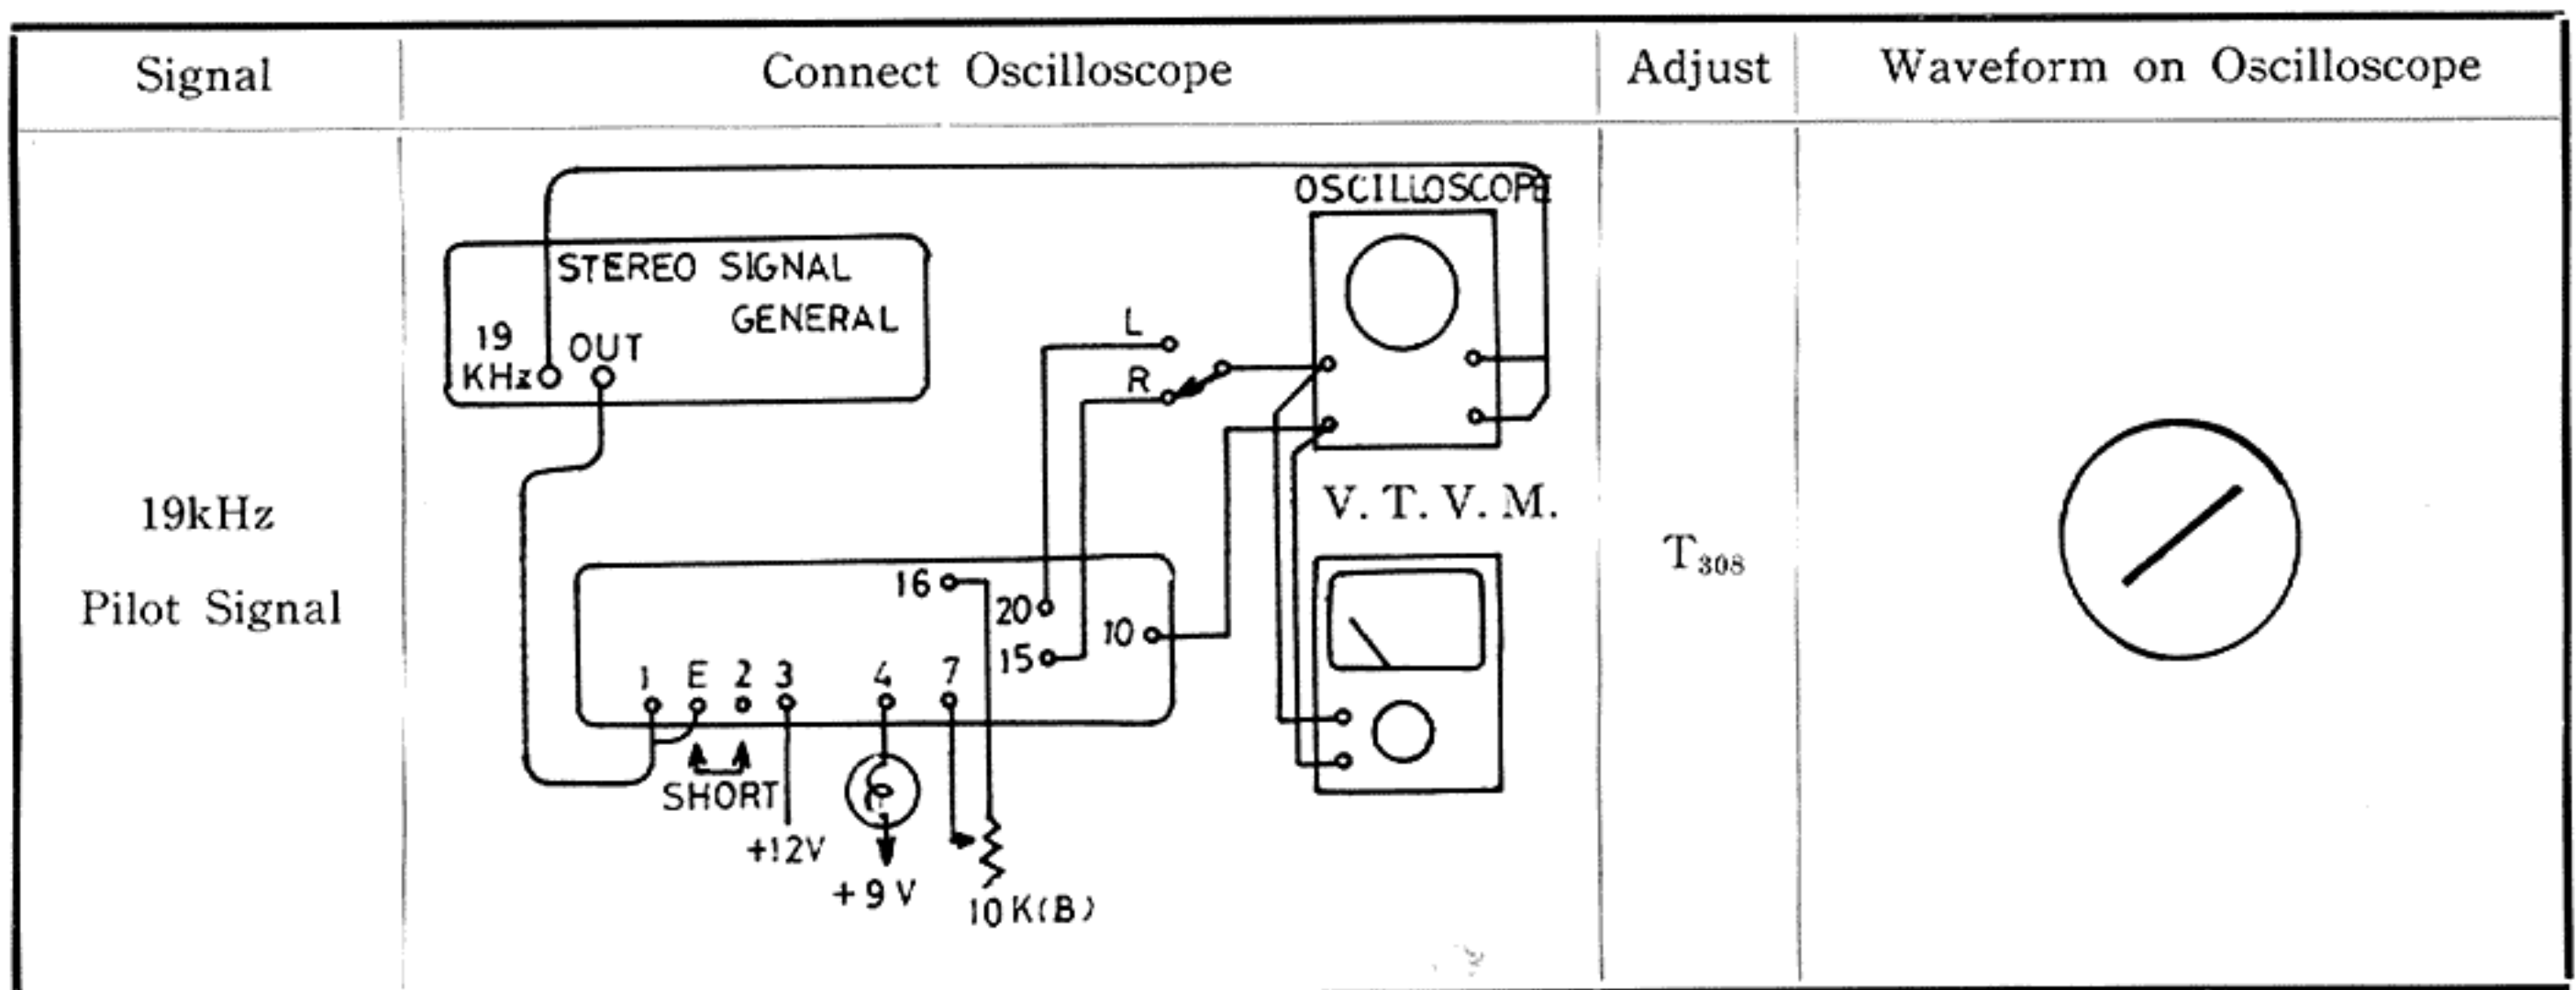 Signal
Connect Oscilloscope
Adjust
Waveform on Oscilloscope
OSCILLOSCOPE
STEREO SIGNAL
GENERAL
19
KHz
OUT
L
R
19kHz
Pilot Signal
V. T. V. M.
T308
16
20
10
15
1 E 2 3 4 7
SHORT
+12V
+9V
10K(B)